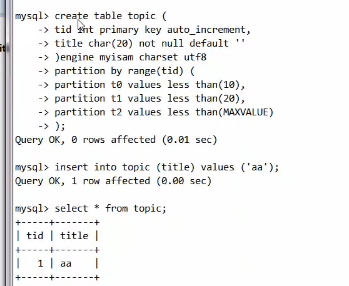 mysql> create table topic (
    -> tid int primary key auto_increment,
    -> title char(20) not null default ''
    -> )engine myisam charset utf8
    -> partition by range(tid) (
    -> partition t0 values less than(10),
    -> partition t1 values less than(20),
    -> partition t2 values less than(MAXVALUE)
    -> );
Query OK, 0 rows affected (0.01 sec)
mysql> insert into topic (title) values ('aa');
Query OK, 1 row affected (0.00 sec)
mysql> select * from topic;
+-----+-------+
| tid | title |
+-----+-------+
|   1 | aa    |
+-----+-------+